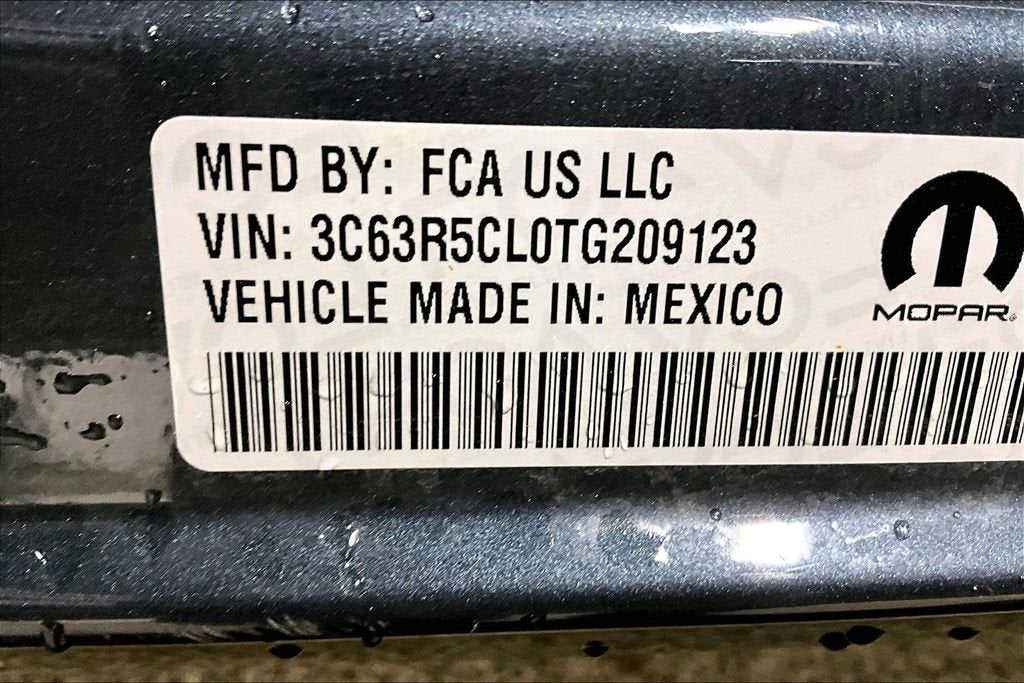 MFD BY: FCA US LLC
VIN: 3C63R5CL0TG209123
VEHICLE MADE IN: MEXICO
MOPAR